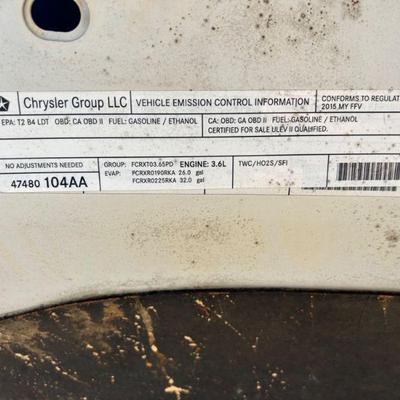 Chrysler Group LLC VEHICLE EMISSION CONTROL INFORMATION CONFORMS TO REGULAT
2015 MY FFV
EPA: T2 B4 LDT OBD: CA OBD II FUEL: GASOLINE / ETHANOL CA: OBD: CA OBD II FUEL: GASOLINE / ETHANOL
CERTIFIED FOR SALE ULEV II QUALIFIED.
NO ADJUSTMENTS NEEDED GROUP: FCRXT03.65PD ENGINE: 3.6L TWC/HO2S/SFI
EVAP: FCRXR0190RKA 26.0 gal
47480 104AA FCRXR0225RKA 32.0 gal